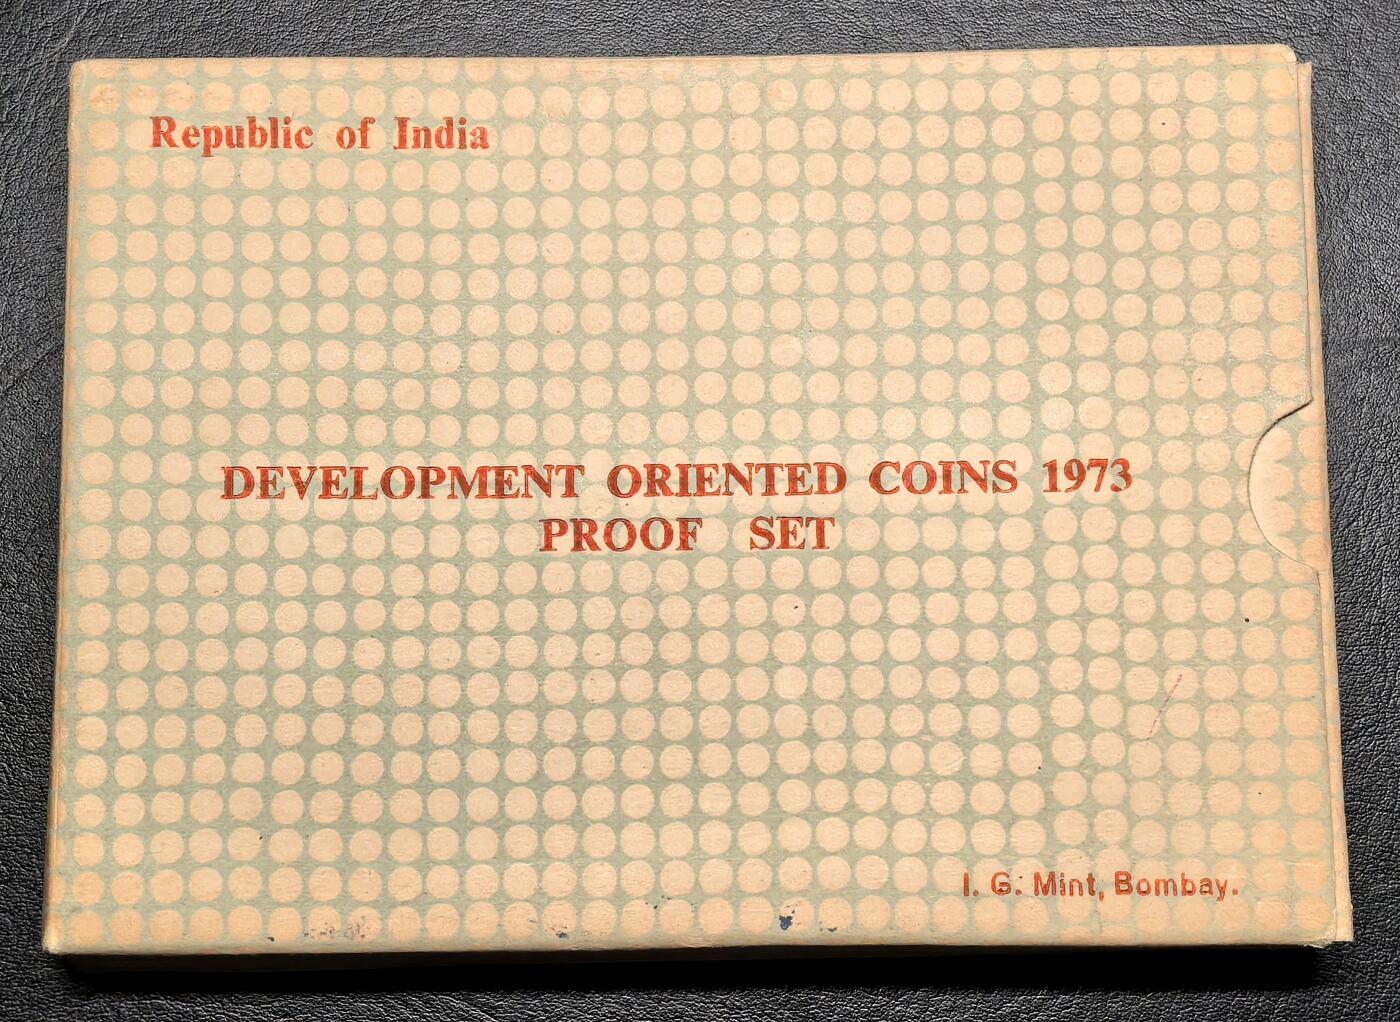 Republic of India
DEVELOPMENT ORIENTED COINS 1973
PROOF SET
I. G. Mint, Bombay.